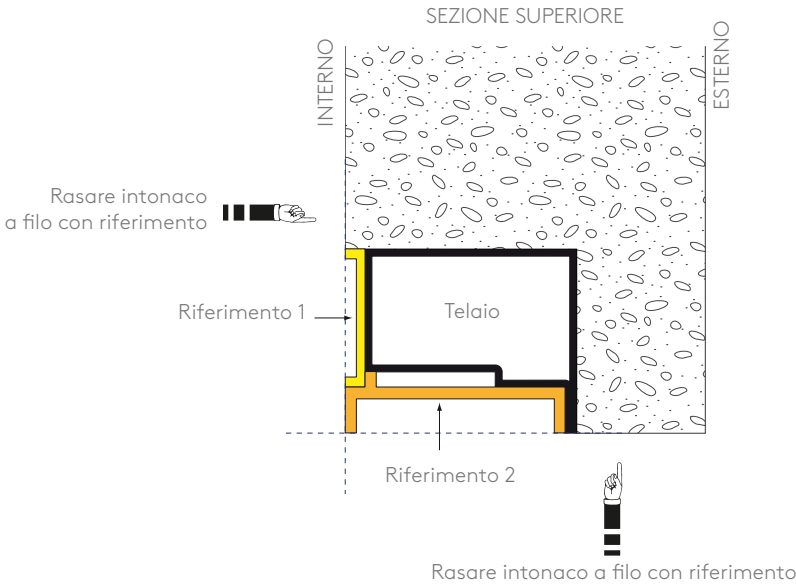 SEZIONE SUPERIORE
INTERNO
ESTERNO
Rasare intonaco
a filo con riferimento
Riferimento 1
Telaio
Riferimento 2
Rasare intonaco a filo con riferimento